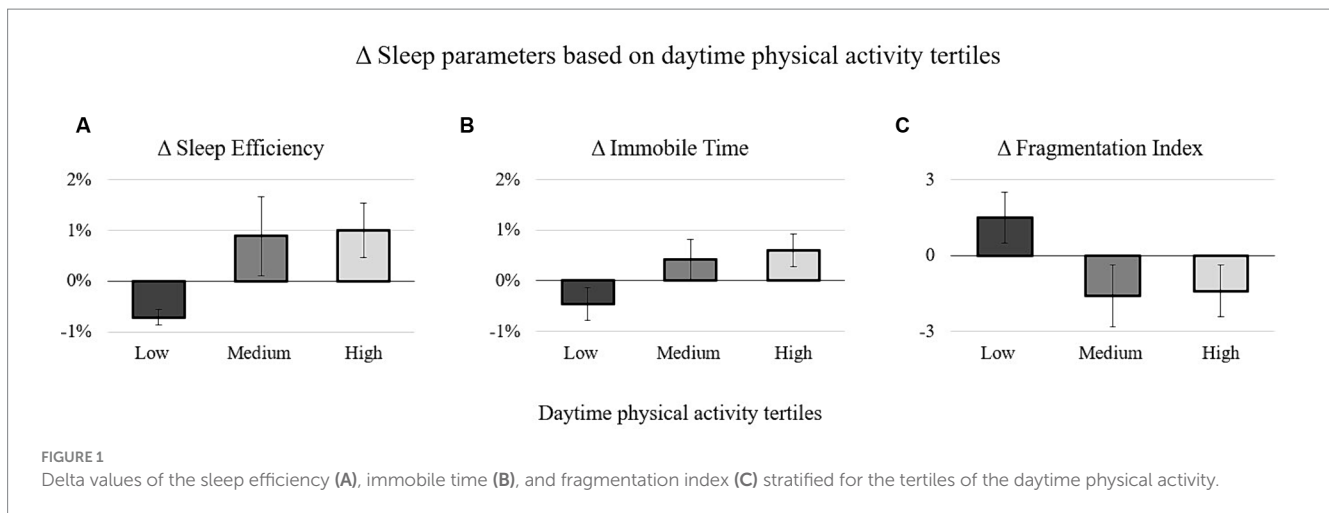 Δ Sleep parameters based on daytime physical activity tertiles
A
Δ Sleep Efficiency
2%
1%
0%
-1%
Low Medium High
B
Δ Immobile Time
2%
1%
0%
-1%
Low Medium High
C
Δ Fragmentation Index
3
0
-3
Low Medium High
Daytime physical activity tertiles
FIGURE 1
Delta values of the sleep efficiency (A), immobile time (B), and fragmentation index (C) stratified for the tertiles of the daytime physical activity.